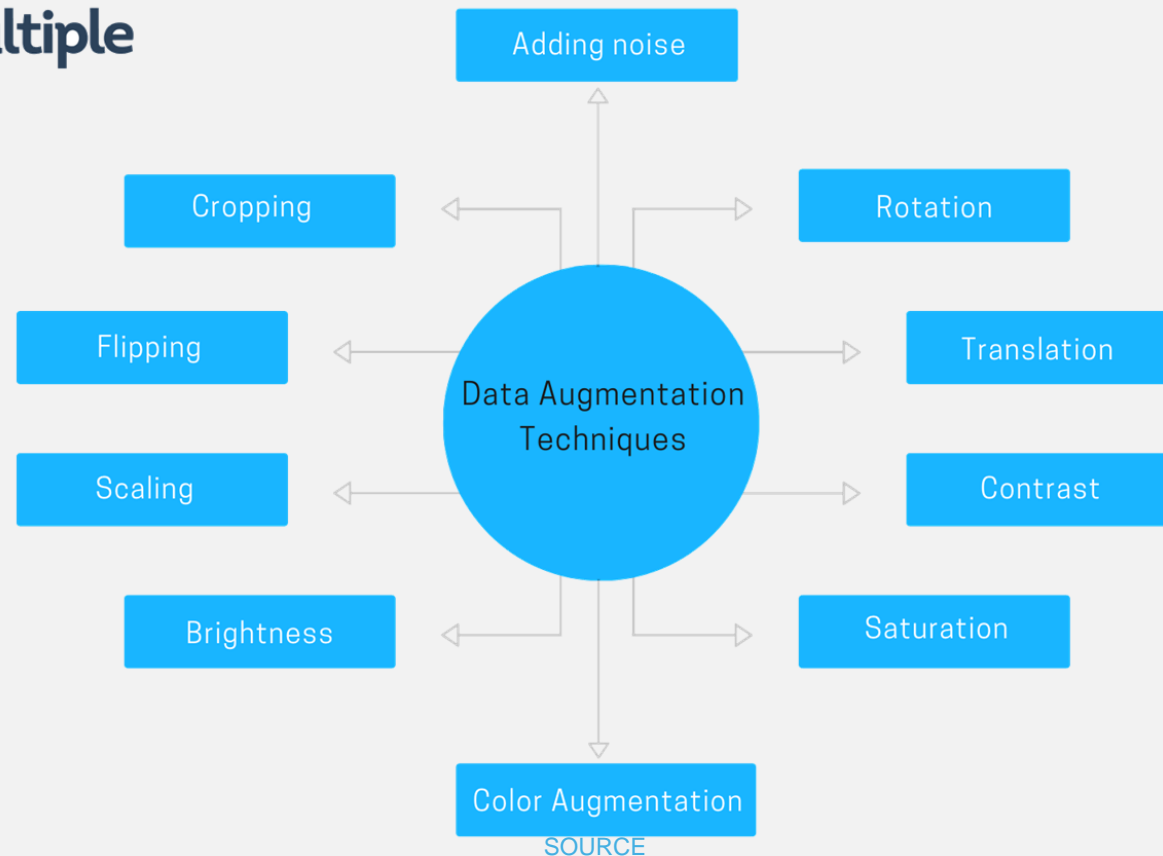 ltiple
Adding noise
Cropping
Rotation
Flipping
Translation
Data Augmentation
Techniques
Scaling
Contrast
Brightness
Saturation
Color Augmentation
SOURCE